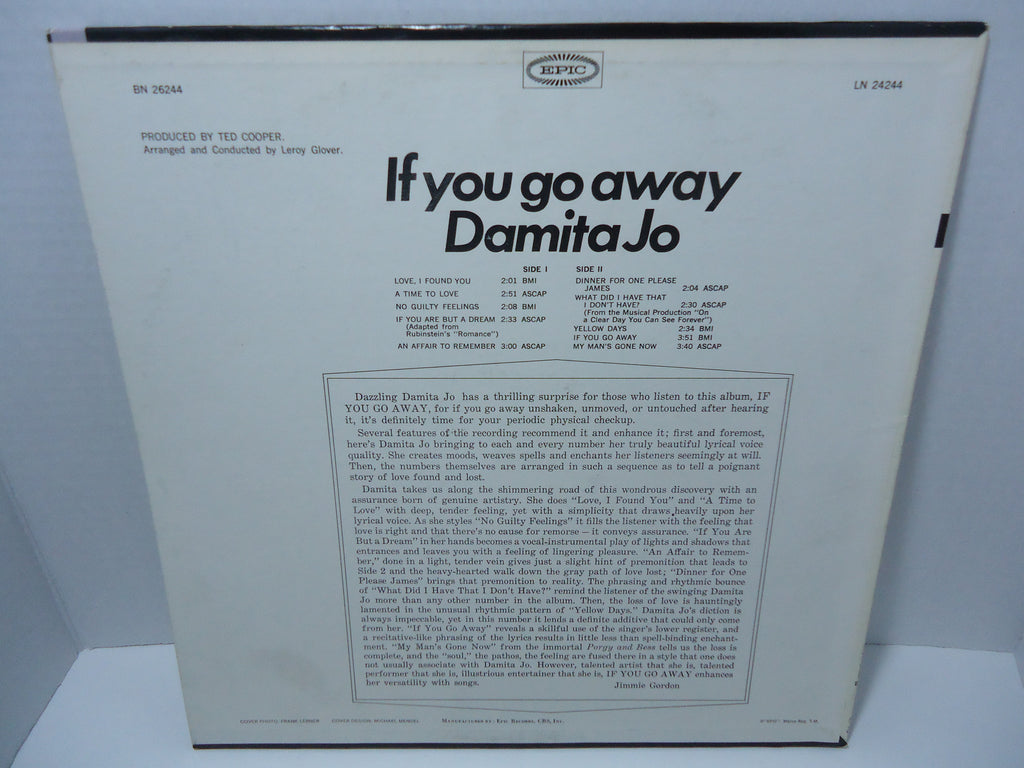 EPIC
BN 26244
LN 24244
PRODUCED BY TED COOPER.
Arranged and Conducted by Leroy Glover.
If you go away
Damita Jo
SIDE I
LOVE, I FOUND YOU 2:01 BMI
A TIME TO LOVE 2:51 ASCAP
NO GUILTY FEELINGS 2:08 BMI
IF YOU ARE BUT A DREAM 2:33 ASCAP
(Adapted from
Rubinstein's "Romance")
AN AFFAIR TO REMEMBER 3:00 ASCAP
SIDE II
DINNER FOR ONE PLEASE
JAMES 2:04 ASCAP
WHAT DID I HAVE THAT
I DON'T HAVE? 2:30 ASCAP
(From the Musical Production "On
a Clear Day You Can See Forever")
YELLOW DAYS 2:34 BMI
IF YOU GO AWAY 3:51 BMI
MY MAN'S GONE NOW 3:40 ASCAP
Dazzling Damita Jo has a thrilling surprise for those who listen to this album, IF
YOU GO AWAY, for if you go away unshaken, unmoved, or untouched after hearing
it, it's definitely time for your periodic physical checkup.
Several features of the recording recommend it and enhance it; first and foremost,
here's Damita Jo bringing to each and every number her truly beautiful lyrical voice
quality. She creates moods, weaves spells and enchants her listeners seemingly at will.
Then, the numbers themselves are arranged in such a sequence as to tell a poignant
story of love found and lost.
Damita takes us along the shimmering road of this wondrous discovery with an
assurance born of genuine artistry. She does "Love, I Found You" and "A Time to
Love" with deep, tender feeling, yet with a simplicity that draws heavily upon her
lyrical voice. As she styles "No Guilty Feelings" it fills the listener with the feeling that
love is right and that there's no cause for remorse – it conveys assurance. "If You Are
But a Dream" in her hands becomes a vocal-instrumental play of lights and shadows that
entrances and leaves you with a feeling of lingering pleasure. "An Affair to Remem-
ber," done in a light, tender vein gives just a slight hint of premonition that leads to
Side 2 and the heavy-hearted walk down the gray path of love lost; "Dinner for One
Please James" brings that premonition to reality. The phrasing and rhythmic bounce
of "What Did I Have That I Don't Have?" remind the listener of the swinging Damita
Jo more than any other number in the album. Then, the loss of love is hauntingly
lamented in the unusual rhythmic pattern of "Yellow Days." Damita Jo's diction is
always impeccable, yet in this number it lends a definite additive that could only come
from her. "If You Go Away" reveals a skillful use of the singer's lower register, and
a recitative-like phrasing of the lyrics results in little less than spell-binding enchant-
ment. "My Man's Gone Now" from the immortal Porgy and Bess tells us the loss is
complete, and the "soul," the pathos, the feeling are fused there in a style that one does
not usually associate with Damita Jo. However, talented artist that she is, talented
performer that she is, illustrious entertainer that she is, IF YOU GO AWAY enhances
her versatility with songs.
Jimmie Gordon
COVER PHOTO: FRANK LERNER COVER DESIGN: MICHAEL MENDEL MANUFACTURED BY: EPIC RECORDS, CBS, INC. "EPIC" Marca Reg. T.M.